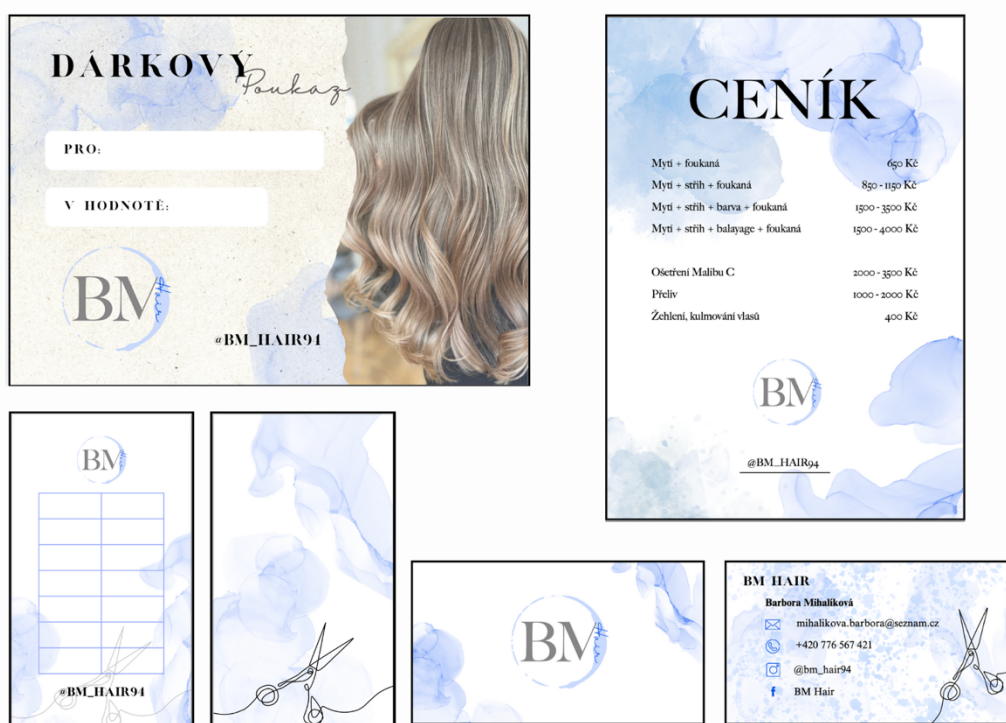 DÁRKOVÝ
Poukaz
PRO:
V HODNOTĚ:
BM
Hair
@BM_HAIR94
CENÍK
Mytí + foukaná 650 Kč
Mytí + střih + foukaná 850 - 1150 Kč
Mytí + střih + barva + foukaná 1500 - 3500 Kč
Mytí + střih + balayage + foukaná 1500 - 4000 Kč
Ošetření Malibu C 2000 - 3500 Kč
Přeliv 1000 - 2000 Kč
Žehlení, kulmování vlasů 400 Kč
BM
Hair
@BM_HAIR94
BM
Hair
@BM_HAIR94
BM
Hair
BM HAIR
Barbora Mihalíková
mihalikova.barbora@seznam.cz
+420 776 567 421
@bm_hair94
BM Hair